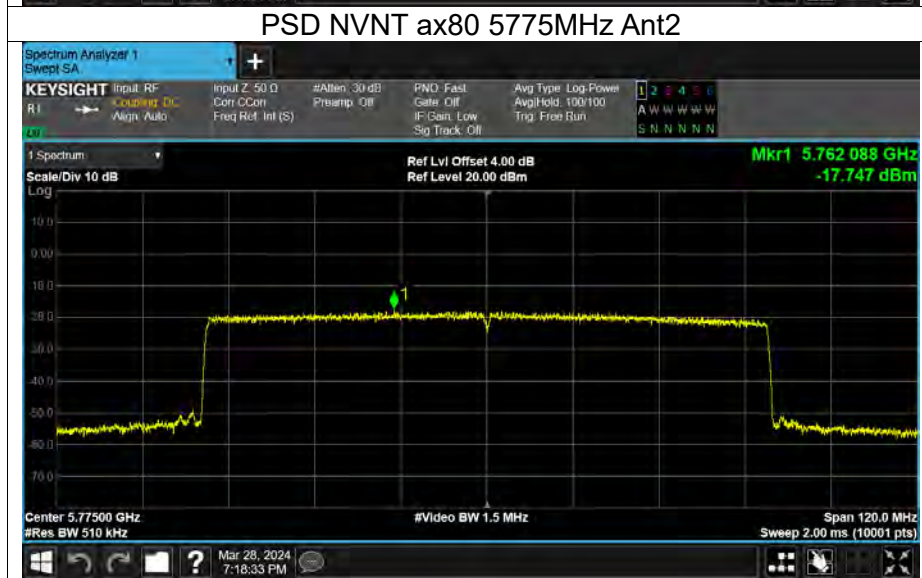 PSD NVNT ax80 5775MHz Ant2
Spectrum Analyzer 1
Swept SA
+
KEYSIGHT Input: RF
Input Z: 50 Ω
#Atten: 30 dB
PNO: Fast
Avg Type: Log-Power
1 2 3 4 5 6
Coupling: DC
Corr CCorr
Preamp: Off
Gate: Off
Avg|Hold: 100/100
Align: Auto
Freq Ref: Int (S)
IF Gain: Low
Trig: Free Run
A W W W W W
Sig Track: Off
S N N N N N
1 Spectrum
Ref Lvl Offset 4.00 dB
Mkr1 5.762 088 GHz
Scale/Div 10 dB
Ref Level 20.00 dBm
-17.747 dBm
Log
10.0
0.00
1
-40.0
-50.0
-60.0
-70.0
Center 5.77500 GHz
#Video BW 1.5 MHz
Span 120.0 MHz
#Res BW 510 kHz
Sweep 2.00 ms (10001 pts)
?
Mar 28, 2024
7:18:33 PM